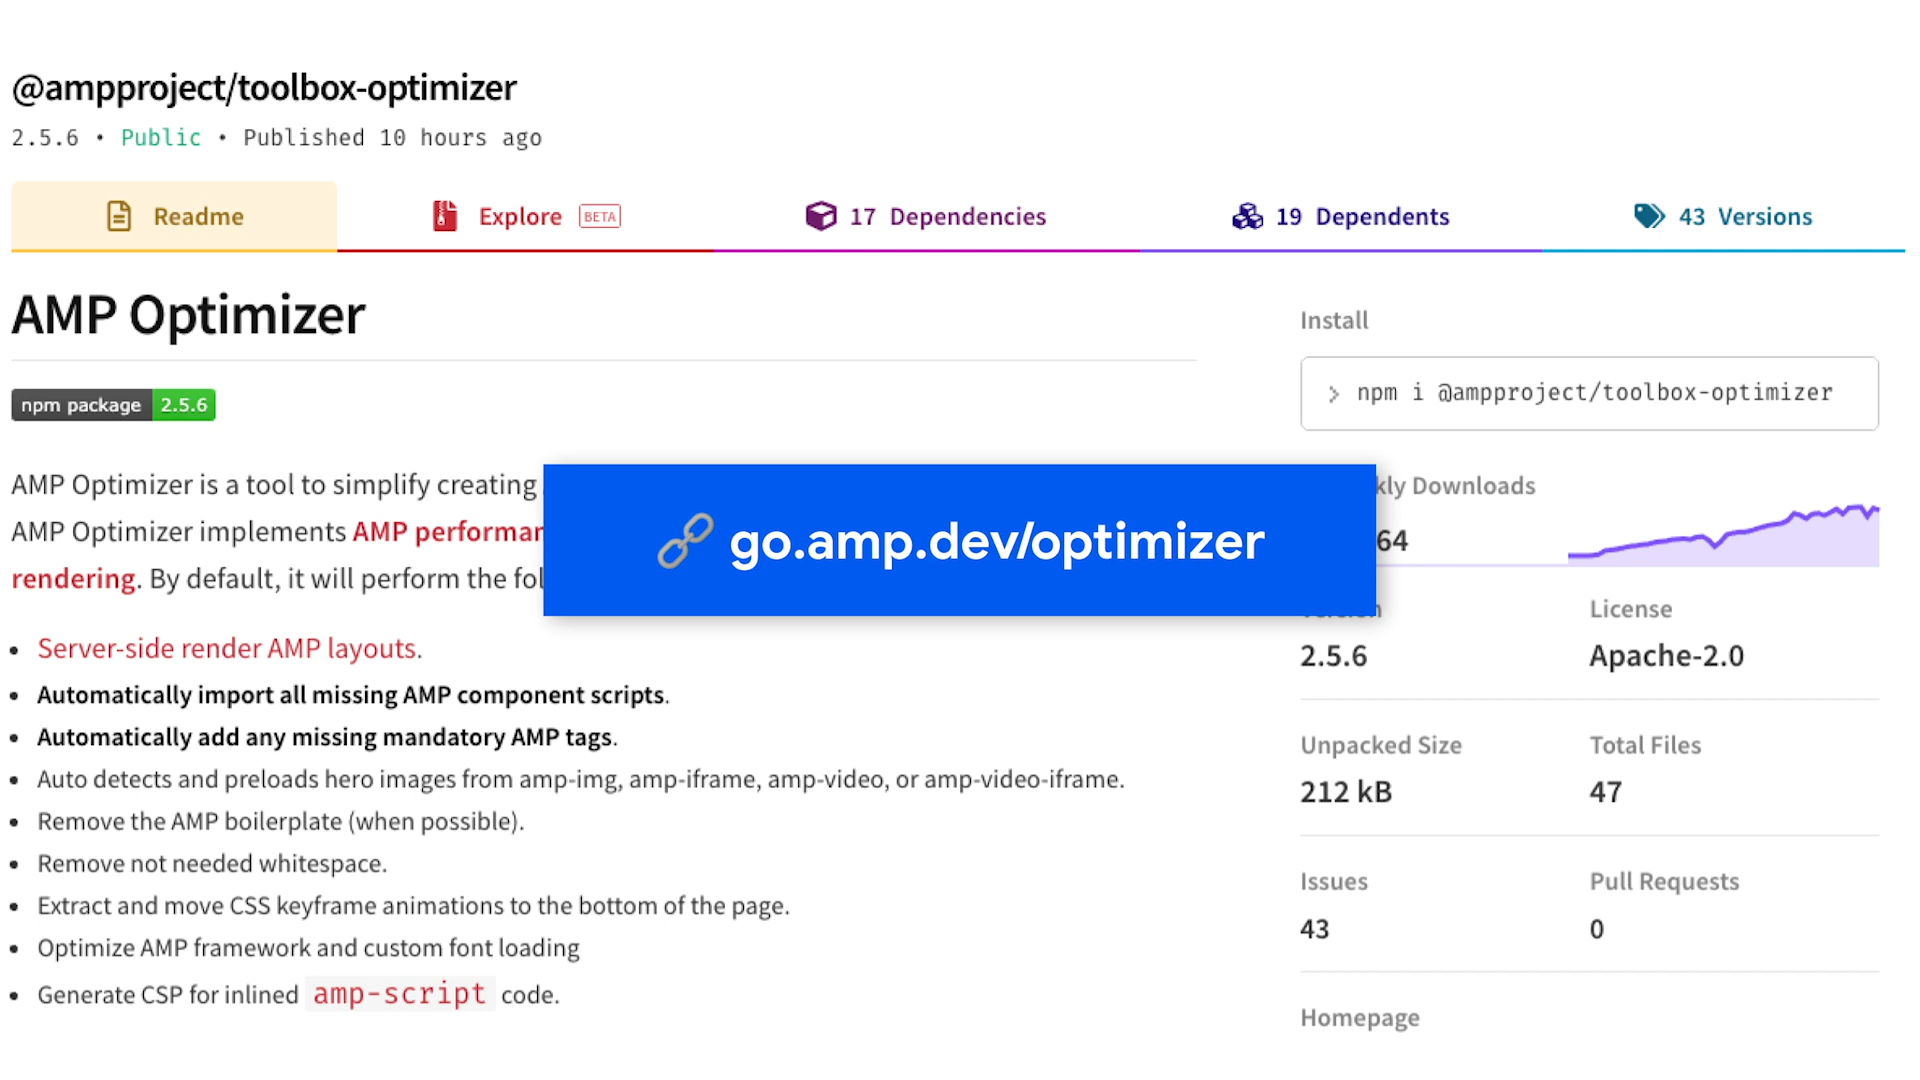 @ampproject/toolbox-optimizer
2.5.6 • Public • Published 10 hours ago
Readme
Explore BETA
17 Dependencies
19 Dependents
43 Versions
AMP Optimizer
npm package 2.5.6
AMP Optimizer is a tool to simplify creating
AMP Optimizer implements AMP
rendering. By default, it will perform the
• Server-side render AMP layouts.
• Automatically import all missing AMP component scripts.
• Automatically add any missing mandatory AMP tags.
• Auto detects and preloads hero images from amp-img, amp-iframe, amp-video, or amp-video-iframe.
• Remove the AMP boilerplate (when possible).
• Remove not needed whitespace.
• Extract and move CSS keyframe animations to the bottom of the page.
• Optimize AMP framework and custom font loading
• Generate CSP for inlined amp-script code.
go.amp.dev/optimizer
Install
> npm i @ampproject/toolbox-optimizer
Downloads
64
2.5.6
License
Apache-2.0
Unpacked Size
212 kB
Total Files
47
Issues
43
Pull Requests
0
Homepage